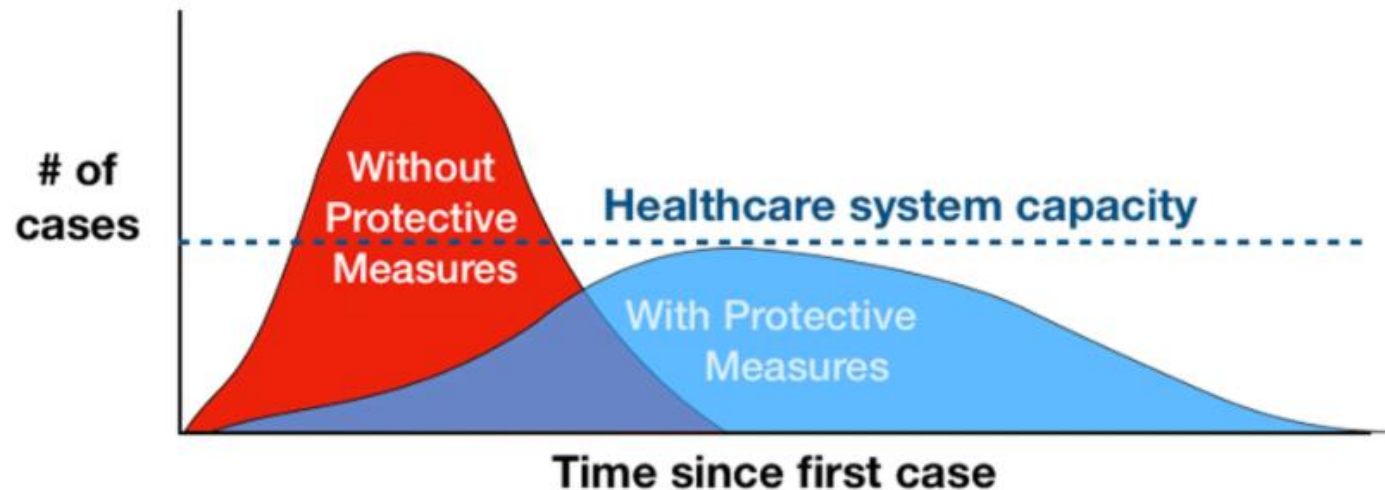 # of
cases
Without
Protective
Measures
Healthcare system capacity
With Protective
Measures
Time since first case